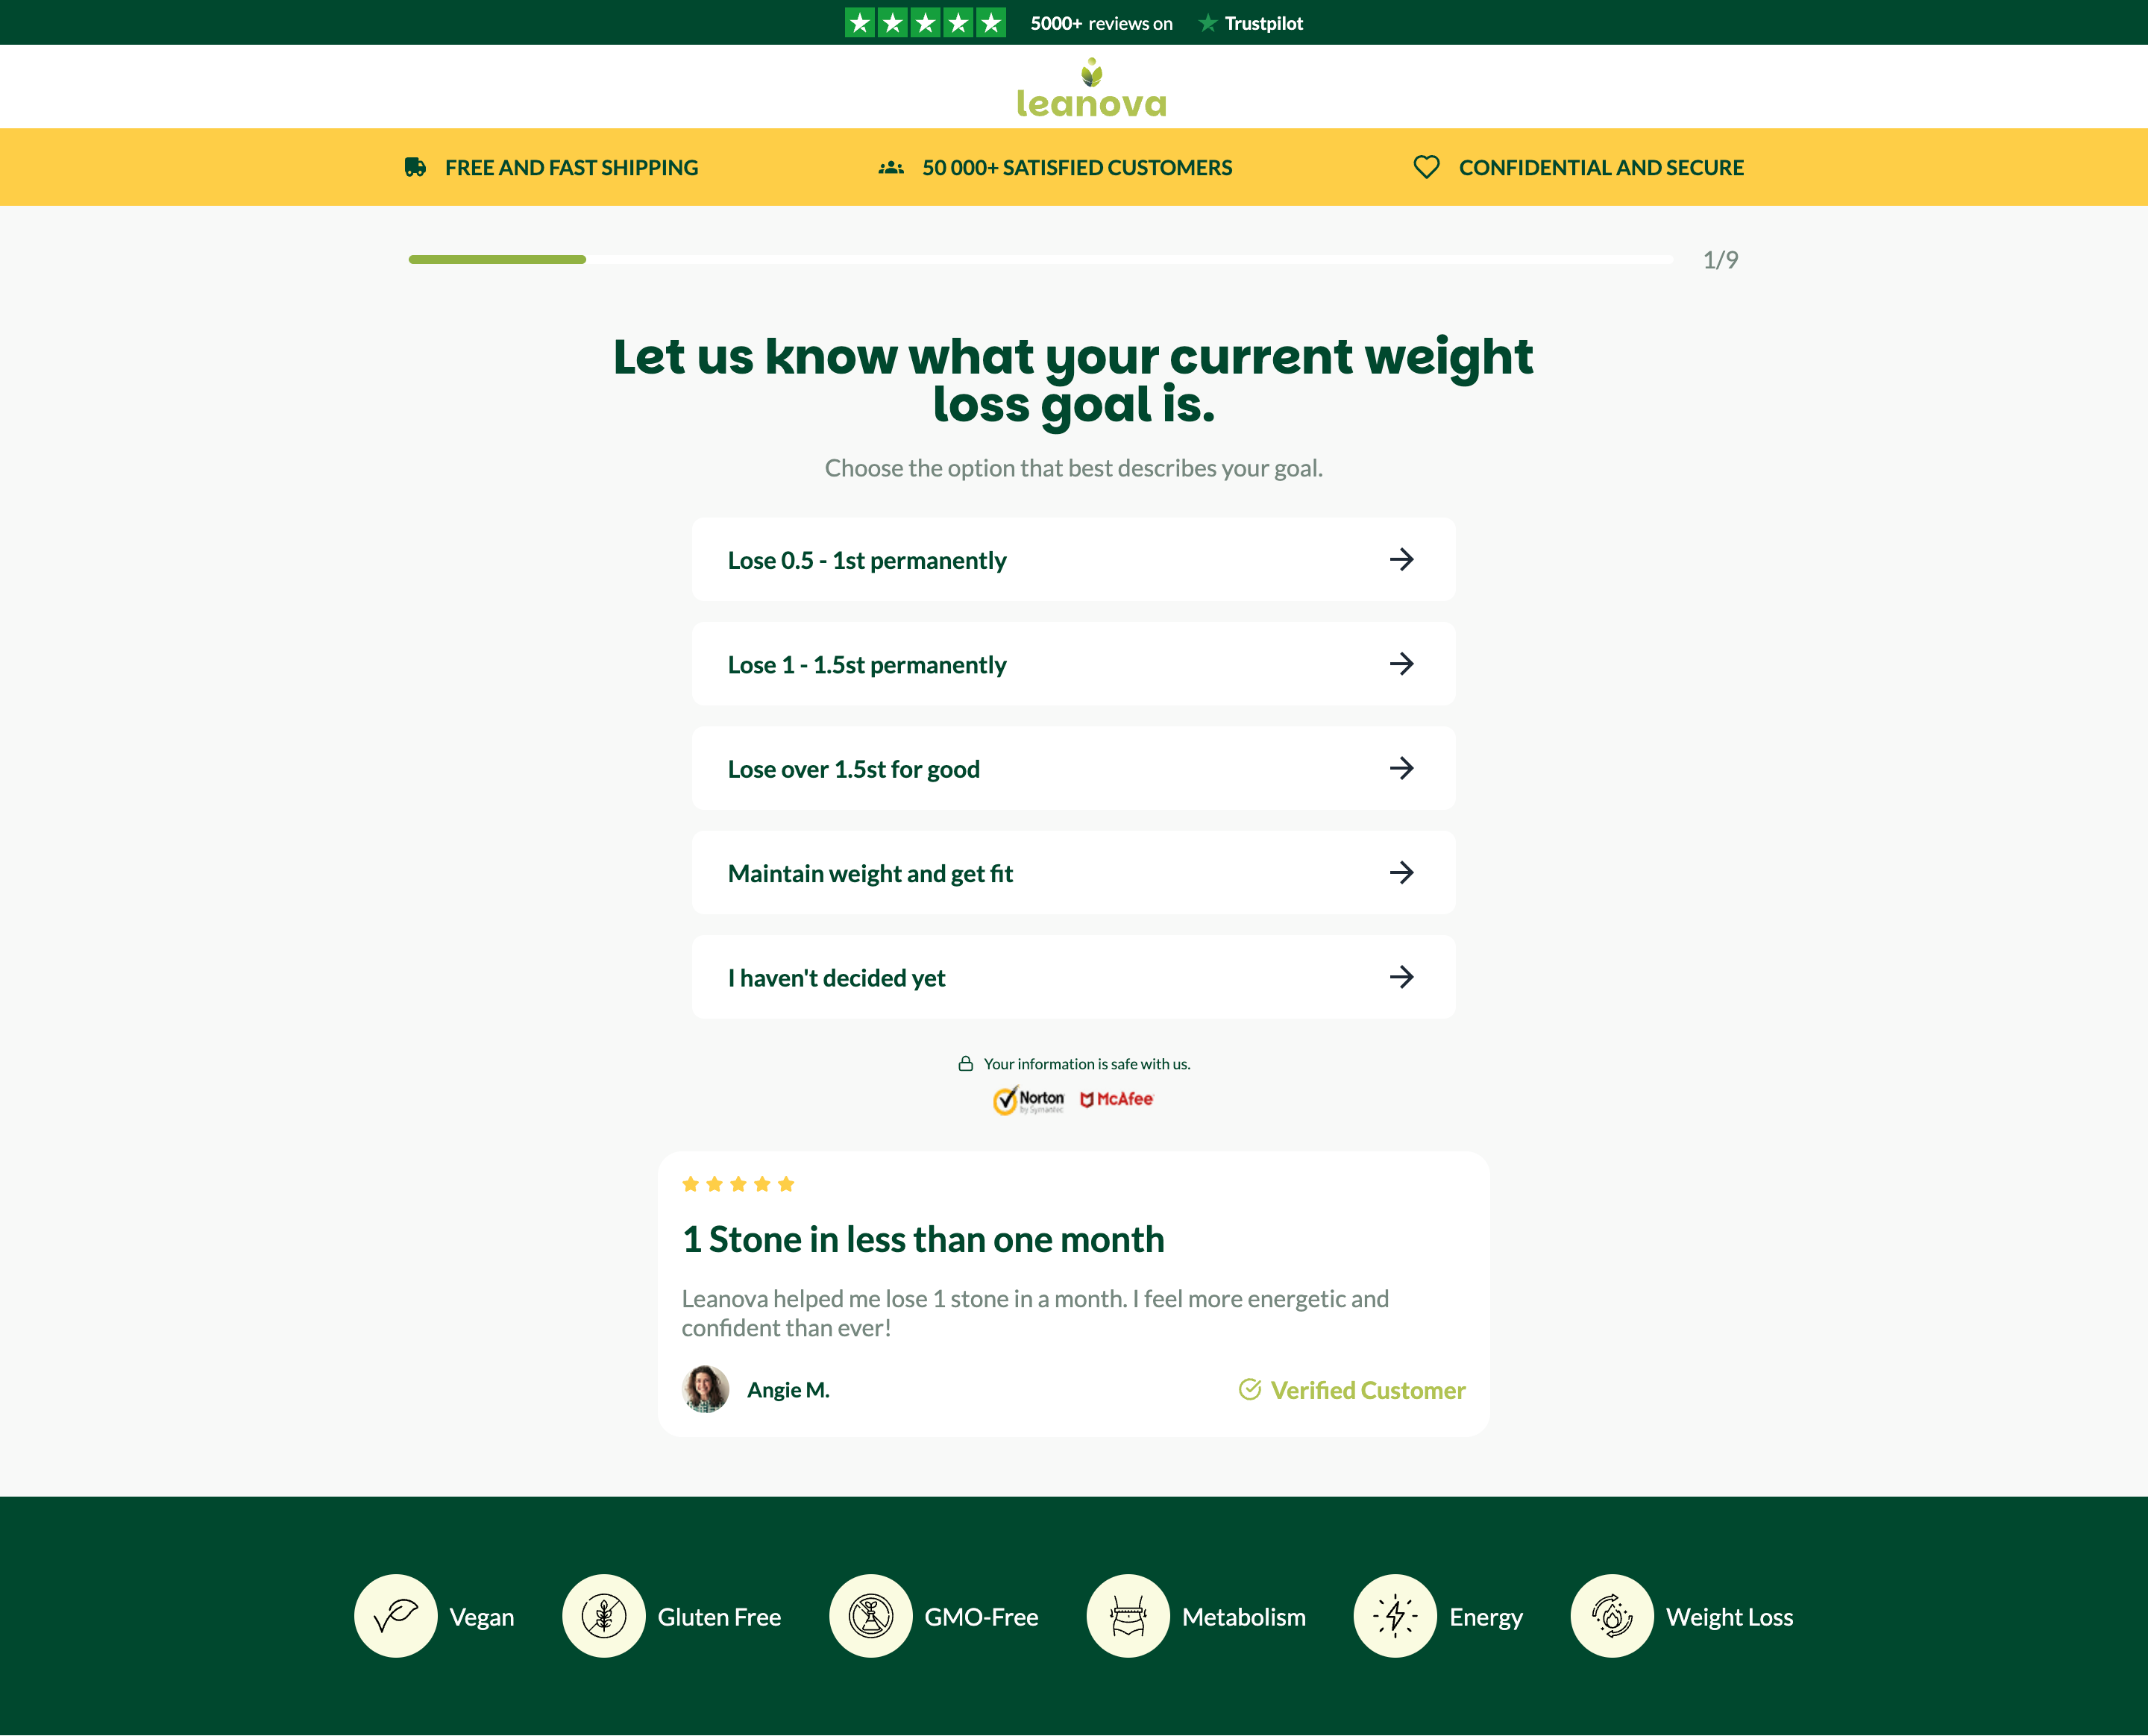 5000+ reviews on Trustpilot
leanova
FREE AND FAST SHIPPING
50 000+ SATISFIED CUSTOMERS
CONFIDENTIAL AND SECURE
1/9
Let us know what your current weight
loss goal is.
Choose the option that best describes your goal.
Lose 0.5 - 1st permanently
Lose 1 - 1.5st permanently
Lose over 1.5st for good
Maintain weight and get fit
I haven't decided yet
Your information is safe with us.
Norton
by Symantec
McAfee
1 Stone in less than one month
Leanova helped me lose 1 stone in a month. I feel more energetic and
confident than ever!
Angie M.
Verified Customer
Vegan
Gluten Free
GMO-Free
Metabolism
Energy
Weight Loss